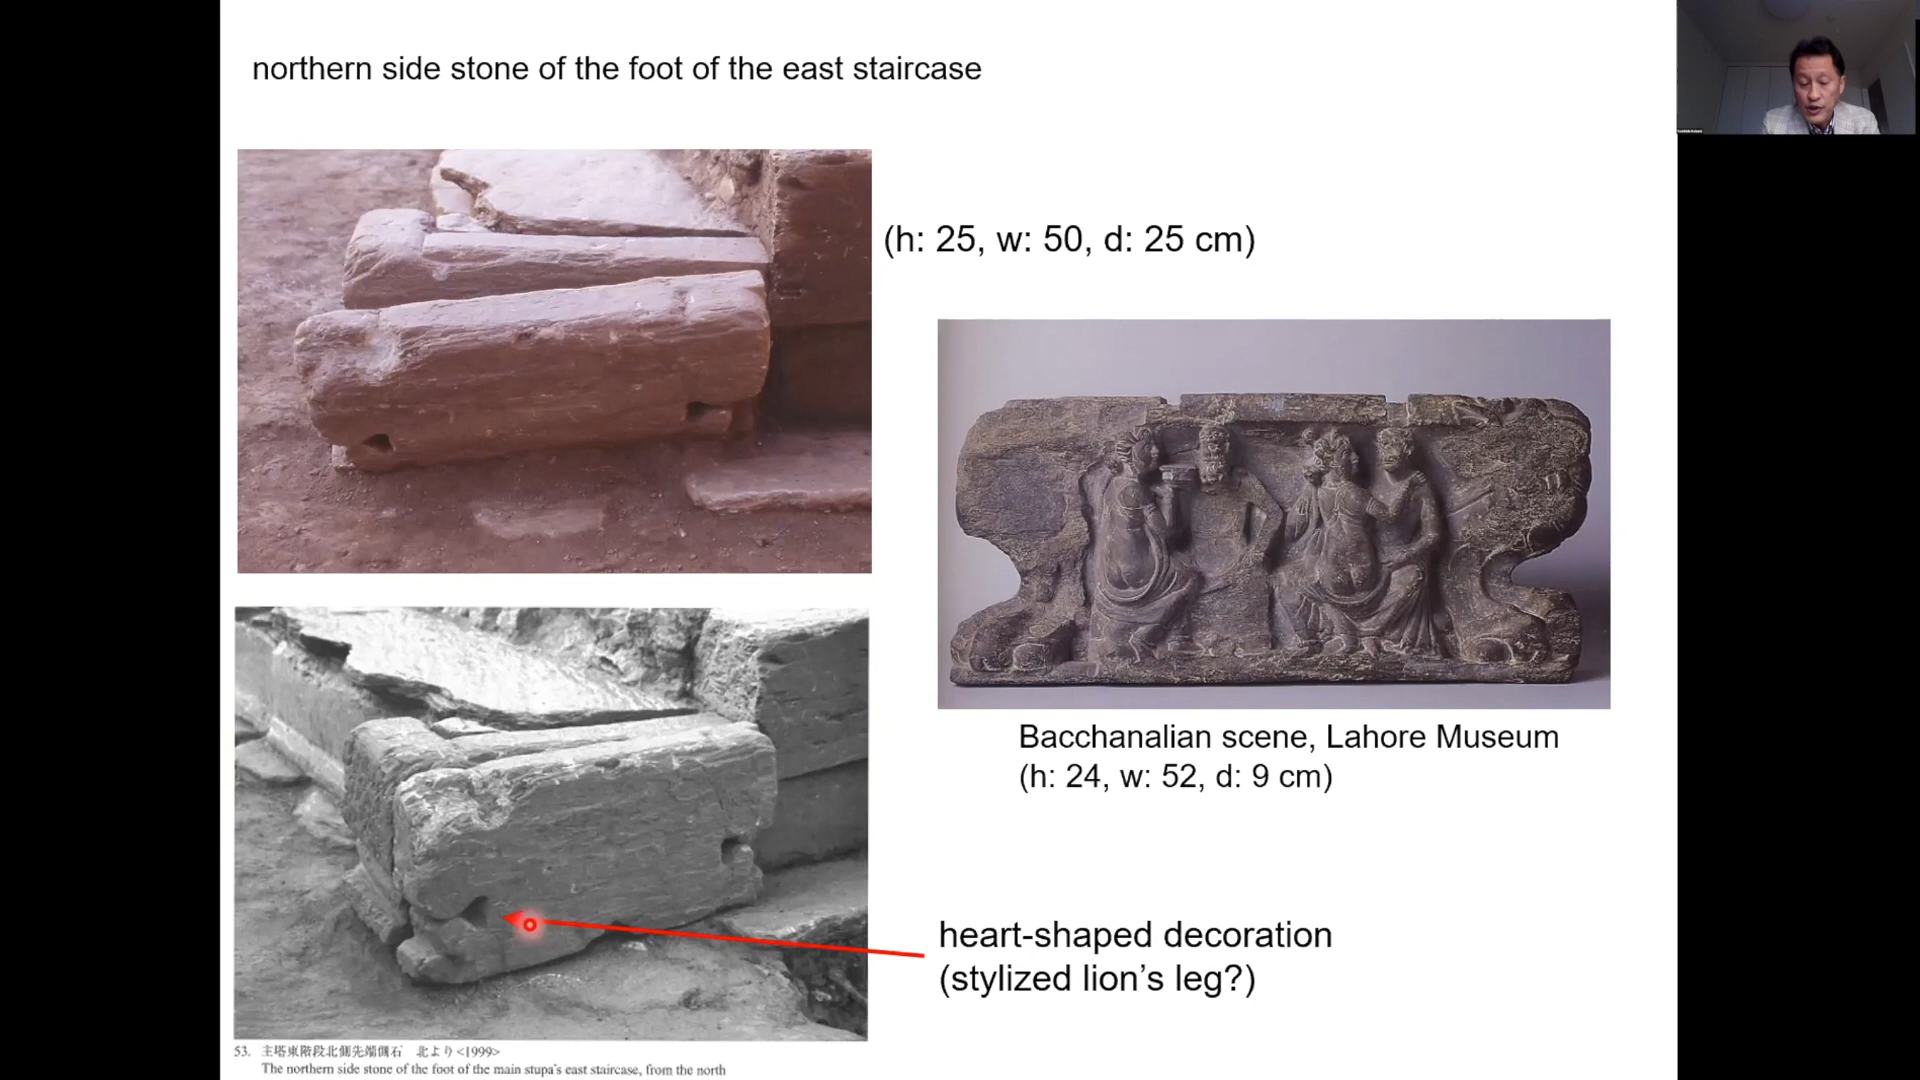 northern side stone of the foot of the east staircase
(h: 25, w: 50, d: 25 cm)
Bacchanalian scene, Lahore Museum
(h: 24, w: 52, d: 9 cm)
heart-shaped decoration
(stylized lion’s leg?)
53. 主塔東階段北側先端側石 北より<1999>
The northern side stone of the foot of the main stupa's east staircase, from the north